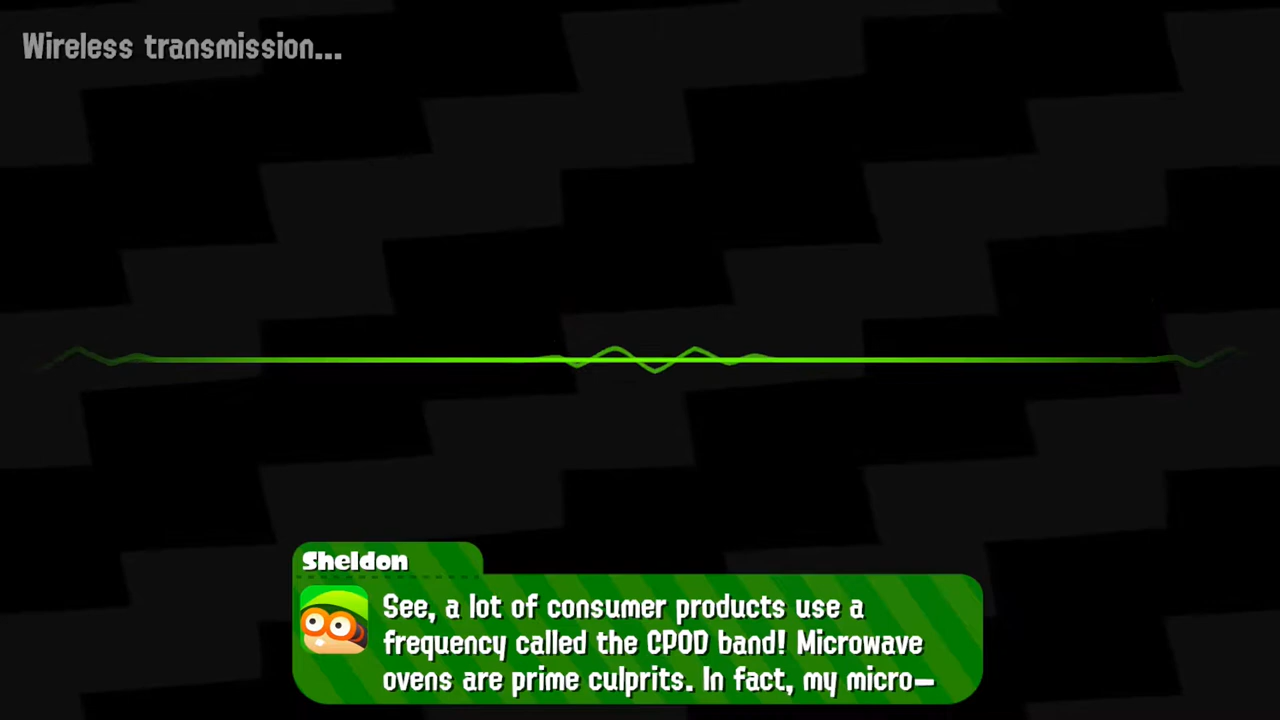 Wireless transmission...
Sheldon
See, a lot of consumer products use a
frequency called the CPOD band! Microwave
ovens are prime culprits. In fact, my micro—